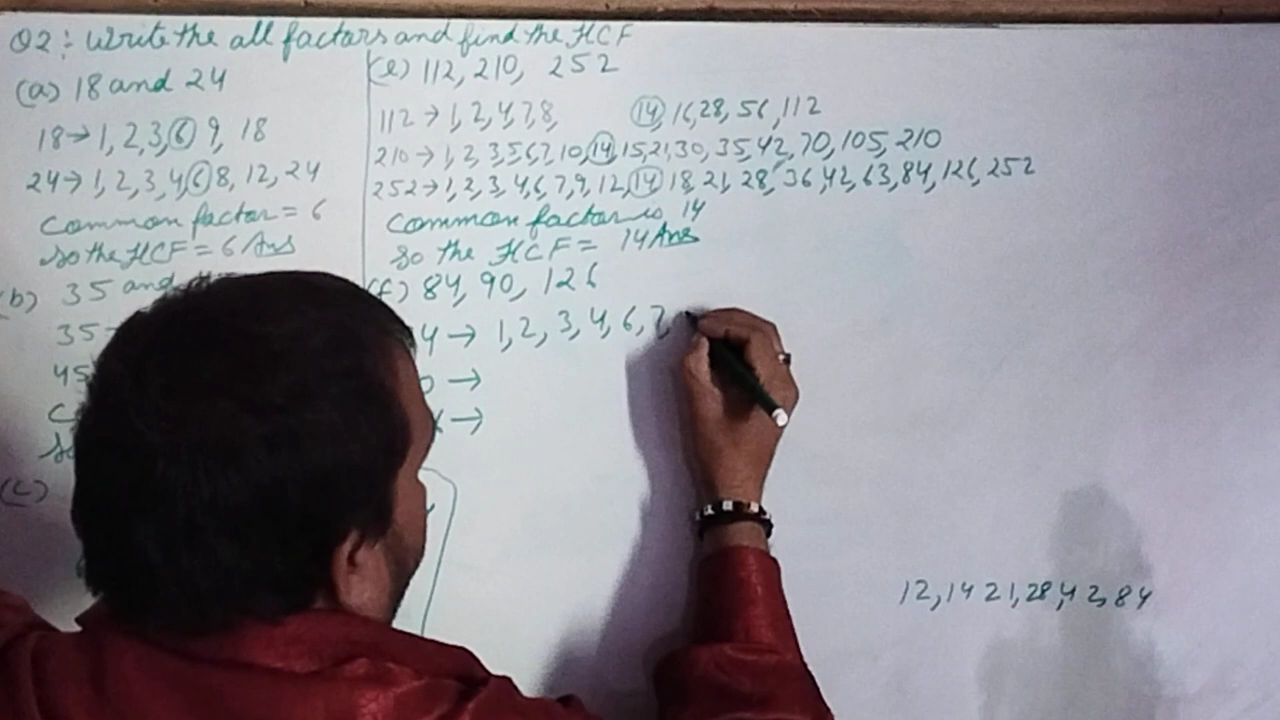 Q2: Write the all factors and find the HCF
(a) 18 and 24
18→ 1, 2, 3, 6 9, 18
24→ 1, 2, 3, 4, 6 8, 12, 24
Common factor = 6
so the HCF = 6 Ans
(b) 35 and
35
45
(c)
(e) 112, 210, 252
112 → 1, 2, 4, 7, 8, 14, 16, 28, 56, 112
210 → 1, 2, 3, 5 6, 7, 10, 14, 15, 21, 30, 35, 42, 70, 105, 210
252 → 1, 2, 3, 4, 6, 7, 9, 12, 14 18, 21, 28, 36, 42, 63, 84, 126, 252
Common factor is 14
So the HCF = 14 Ans
(f) 84, 90, 126
4 → 1, 2, 3, 4, 6, 7,
→
→
12, 14 21, 28, 42, 84